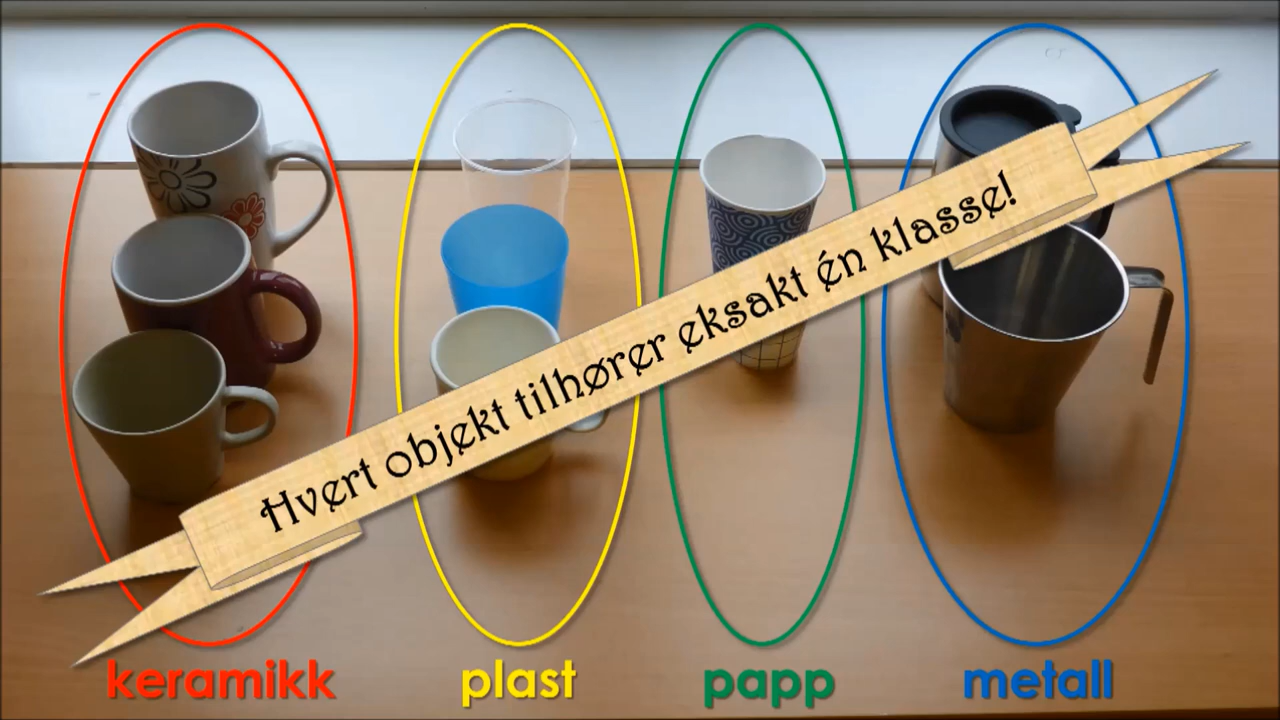 Hvert objekt tilhører eksakt én klasse!
keramikk
plast
papp
metall